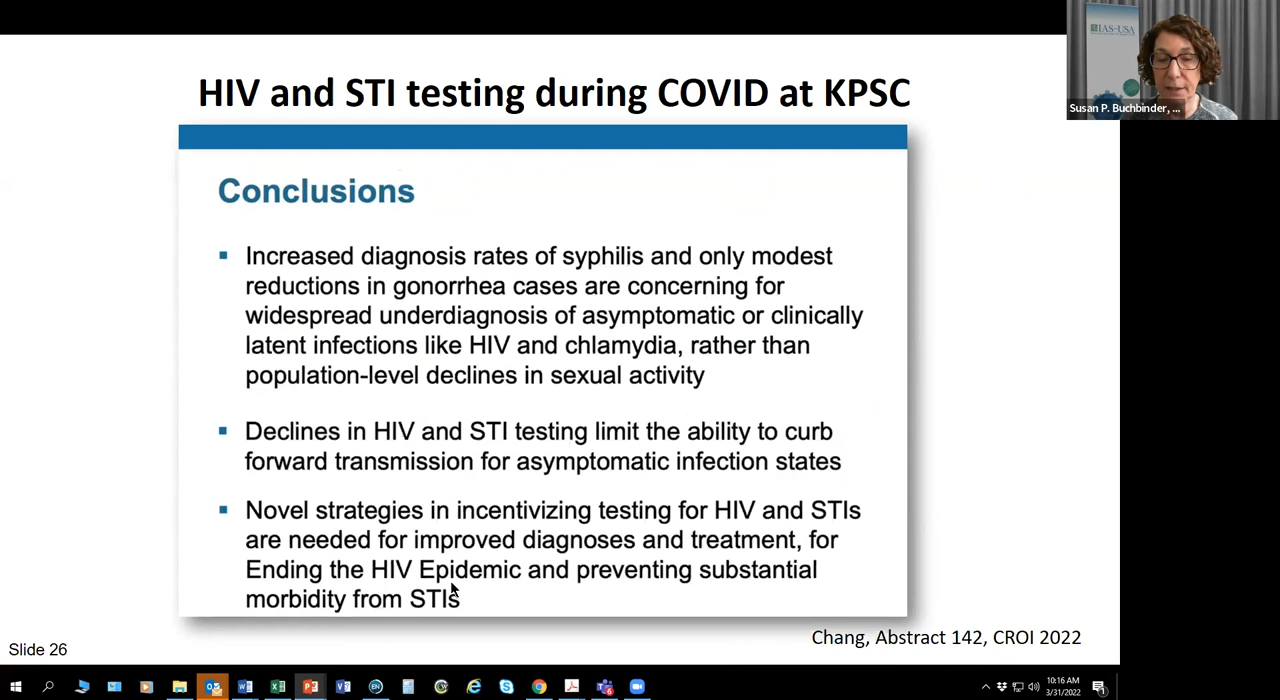 IAS-USA
Susan P. Buchbinder, ...
HIV and STI testing during COVID at KPSC
Conclusions
▪ Increased diagnosis rates of syphilis and only modest
reductions in gonorrhea cases are concerning for
widespread underdiagnosis of asymptomatic or clinically
latent infections like HIV and chlamydia, rather than
population-level declines in sexual activity
▪ Declines in HIV and STI testing limit the ability to curb
forward transmission for asymptomatic infection states
▪ Novel strategies in incentivizing testing for HIV and STIs
are needed for improved diagnoses and treatment, for
Ending the HIV Epidemic and preventing substantial
morbidity from STIs
Chang, Abstract 142, CROI 2022
Slide 26
10:16 AM
3/31/2022